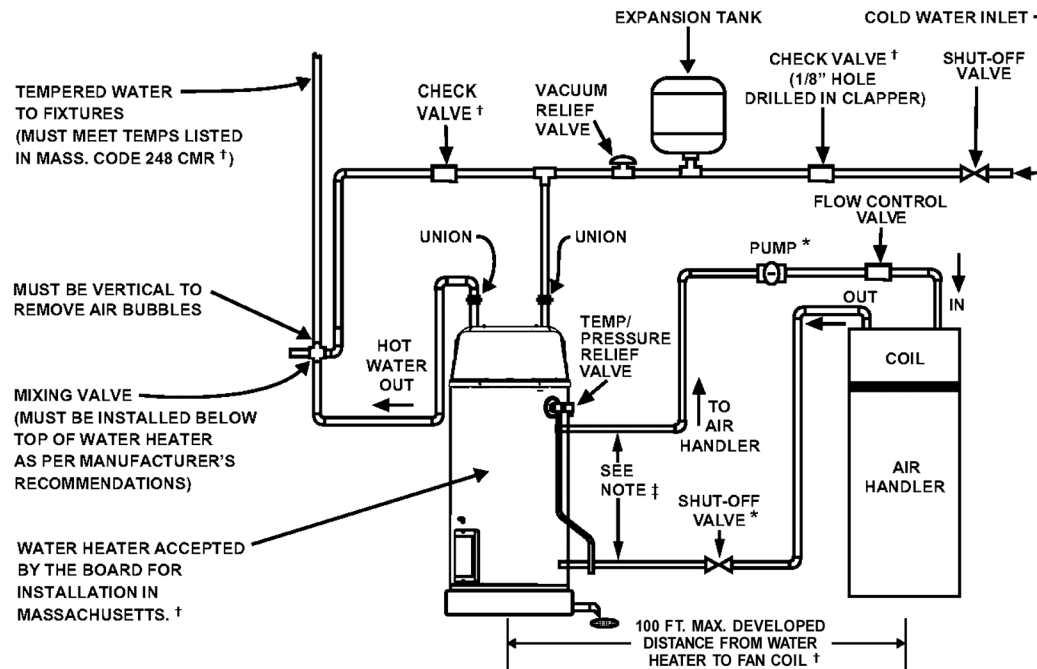 EXPANSION TANK
COLD WATER INLET
TEMPERED WATER
TO FIXTURES
(MUST MEET TEMPS LISTED
IN MASS. CODE 248 CMR †)
CHECK
VALVE †
VACUUM
RELIEF
VALVE
CHECK VALVE †
(1/8” HOLE
DRILLED IN CLAPPER)
SHUT-OFF
VALVE
FLOW CONTROL
VALVE
UNION
UNION
PUMP *
MUST BE VERTICAL TO
REMOVE AIR BUBBLES
OUT
IN
TEMP/
PRESSURE
RELIEF
VALVE
HOT
WATER
OUT
COIL
MIXING VALVE
(MUST BE INSTALLED BELOW
TOP OF WATER HEATER
AS PER MANUFACTURER’S
RECOMMENDATIONS)
TO
AIR
HANDLER
SEE
NOTE ‡
AIR
HANDLER
SHUT-OFF
VALVE *
WATER HEATER ACCEPTED
BY THE BOARD FOR
INSTALLATION IN
MASSACHUSETTS. †
100 FT. MAX. DEVELOPED
DISTANCE FROM WATER
HEATER TO FAN COIL †